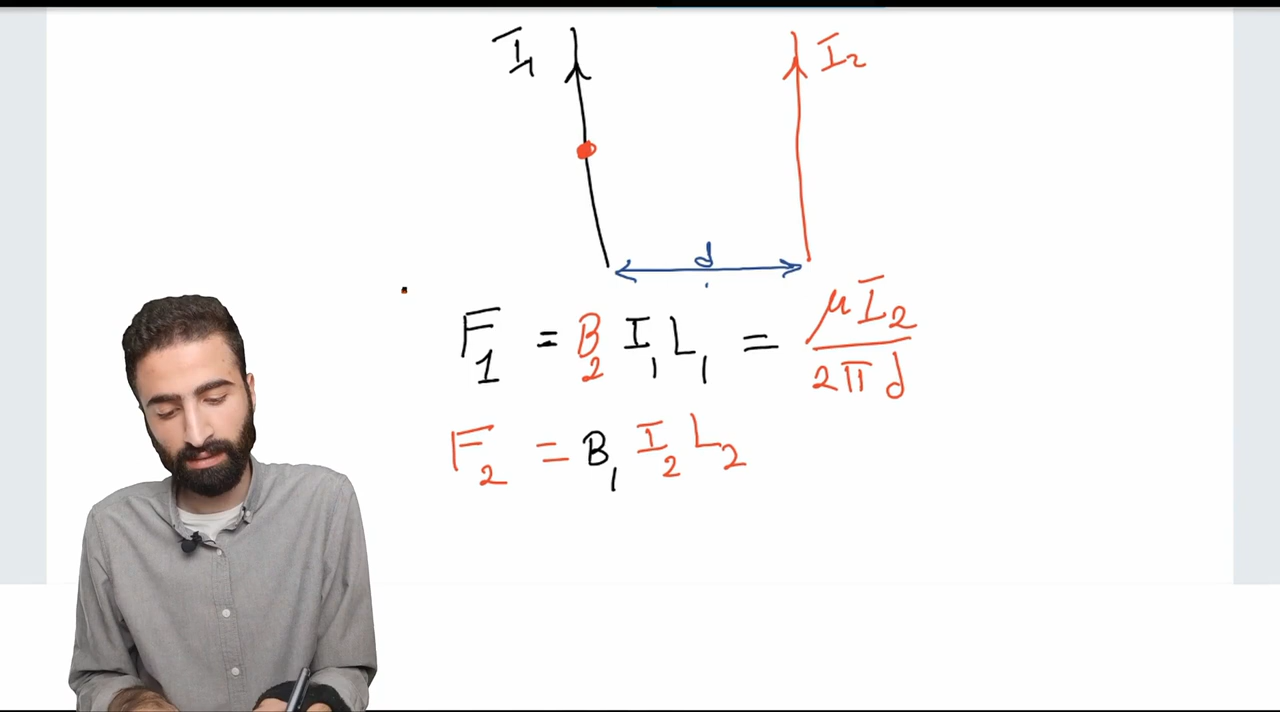 I₁ I₂
d
F₁ = B₂ I₁ L₁ = μI₂ / 2πd
F₂ = B₁ I₂ L₂